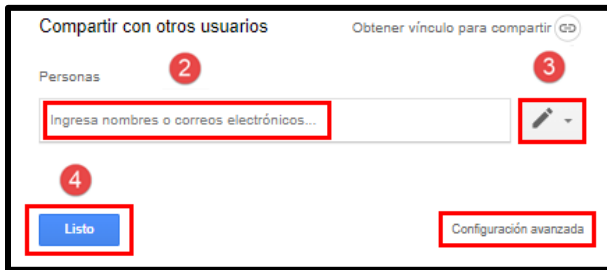 Compartir con otros usuarios
Obtener vínculo para compartir
2
3
Personas
Ingresa nombres o correos electrónicos...
4
Listo
Configuración avanzada